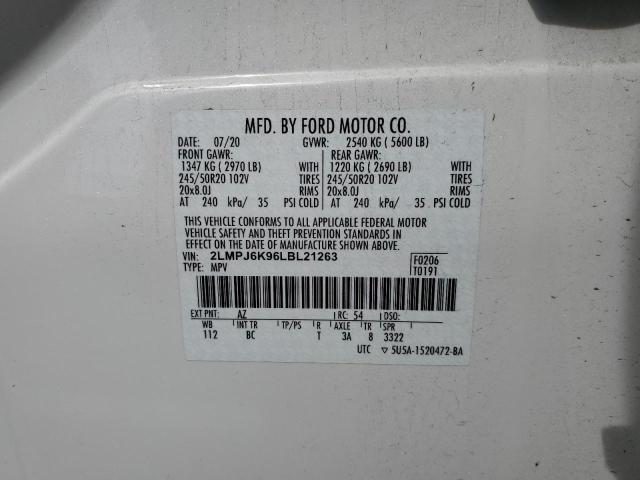 MFD. BY FORD MOTOR CO.
DATE: 07/20 GVWR: 2540 KG ( 5600 LB)
FRONT GAWR: REAR GAWR:
1347 KG ( 2970 LB) WITH 1220 KG ( 2690 LB) WITH
245/50R20 102V TIRES 245/50R20 102V TIRES
20x8.0J RIMS 20x8.0J RIMS
AT 240 kPa/ 35 PSI COLD AT 240 kPa/ 35 PSI COLD
THIS VEHICLE CONFORMS TO ALL APPLICABLE FEDERAL MOTOR
VEHICLE SAFETY AND THEFT PREVENTION STANDARDS IN
EFFECT ON THE DATE OF MANUFACTURE SHOWN ABOVE.
VIN: 2LMPJ6K96LBL21263 F0206
TYPE: MPV T0191
EXT PNT: AZ RC: 54 DSO:
WB INT TR TP/PS R AXLE TR SPR
112 BC T 3A 8 3322
UTC ▽ 5U5A-1520472-BA